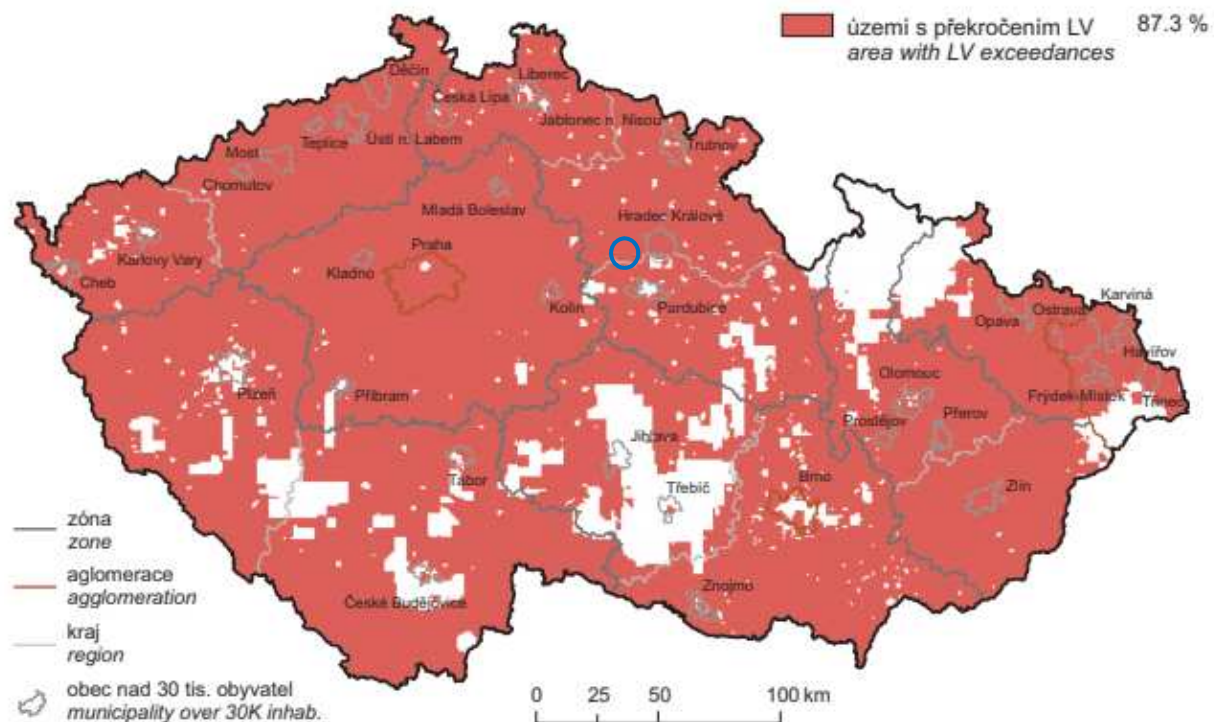 území s překročením LV 87.3 %
area with LV exceedances
Děčín
Liberec
Česká Lípa
Jablonec n. Nisou
Teplice
Ústí n. Labem
Trutnov
Most
Chomutov
Mladá Boleslav
Hradec Králové
Karlovy Vary
Praha
Kladno
Cheb
Kolín
Pardubice
Karviná
Opava
Ostrava
Havířov
Olomouc
Plzeň
Příbram
Frýdek-Místek
Třinec
Prostějov
Přerov
Jihlava
Tábor
Třebíč
Brno
Zlín
Znojmo
České Budějovice
zóna
zone
aglomerace
agglomeration
kraj
region
obec nad 30 tis. obyvatel
municipality over 30K inhab.
0 25 50 100 km